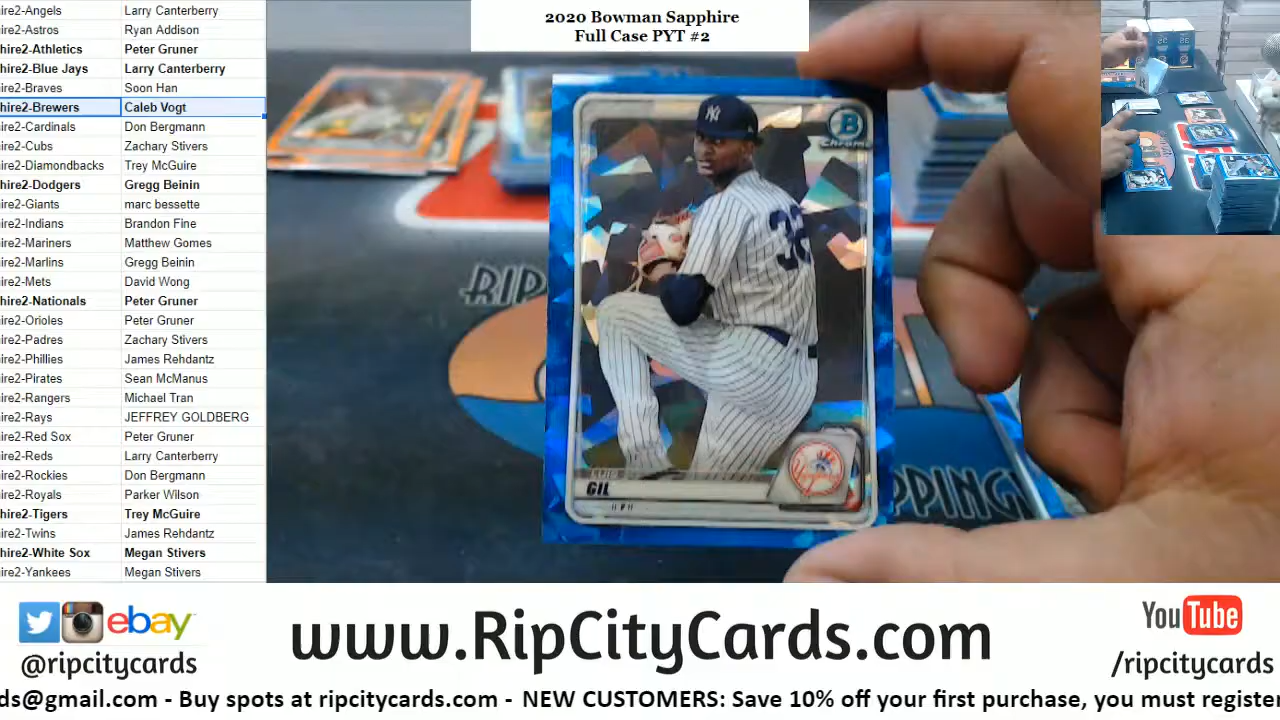 2020 Bowman Sapphire
Full Case PYT #2
hire2-Angels Larry Canterberry
ire2-Astros Ryan Addison
hire2-Athletics Peter Gruner
hire2-Blue Jays Larry Canterberry
hire2-Braves Soon Han
hire2-Brewers Caleb Vogt
hire2-Cardinals Don Bergmann
hire2-Cubs Zachary Stivers
hire2-Diamondbacks Trey McGuire
hire2-Dodgers Gregg Beinin
hire2-Giants marc bessette
hire2-Indians Brandon Fine
hire2-Mariners Matthew Gomes
hire2-Marlins Gregg Beinin
hire2-Mets David Wong
hire2-Nationals Peter Gruner
hire2-Orioles Peter Gruner
hire2-Padres Zachary Stivers
hire2-Phillies James Rehdantz
hire2-Pirates Sean McManus
hire2-Rangers Michael Tran
hire2-Rays JEFFREY GOLDBERG
hire2-Red Sox Peter Gruner
hire2-Reds Larry Canterberry
hire2-Rockies Don Bergmann
hire2-Royals Parker Wilson
hire2-Tigers Trey McGuire
hire2-Twins James Rehdantz
hire2-White Sox Megan Stivers
hire2-Yankees Megan Stivers
B
Chrome
NY
GIL
RIP
PPING
ebay
@ripcitycards
www.RipCityCards.com
YouTube
/ripcitycards
ds@gmail.com - Buy spots at ripcitycards.com - NEW CUSTOMERS: Save 10% off your first purchase, you must register